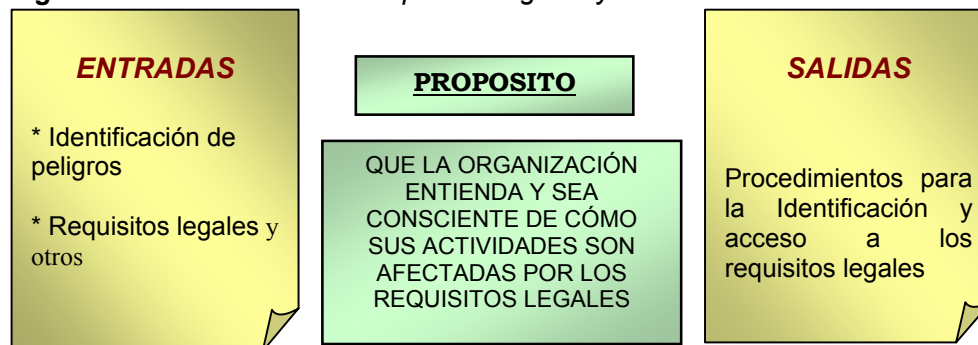 ENTRADAS
* Identificación de
peligros
* Requisitos legales y
otros
PROPOSITO
QUE LA ORGANIZACIÓN
ENTIENDA Y SEA
CONSCIENTE DE CÓMO
SUS ACTIVIDADES SON
AFECTADAS POR LOS
REQUISITOS LEGALES
SALIDAS
Procedimientos para
la Identificación y
acceso a los
requisitos legales